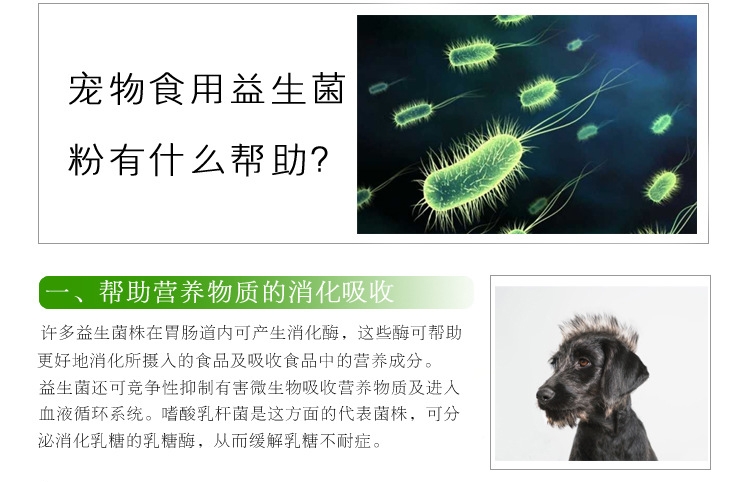 宠物食用益生菌
粉有什么帮助?
一、帮助营养物质的消化吸收
许多益生菌株在胃肠道内可产生消化酶，这些酶可帮助
更好地消化所摄入的食品及吸收食品中的营养成分。
益生菌还可竞争性抑制有害微生物吸收营养物质及进入
血液循环系统。嗜酸乳杆菌是这方面的代表菌株，可分
泌消化乳糖的乳糖酶，从而缓解乳糖不耐症。